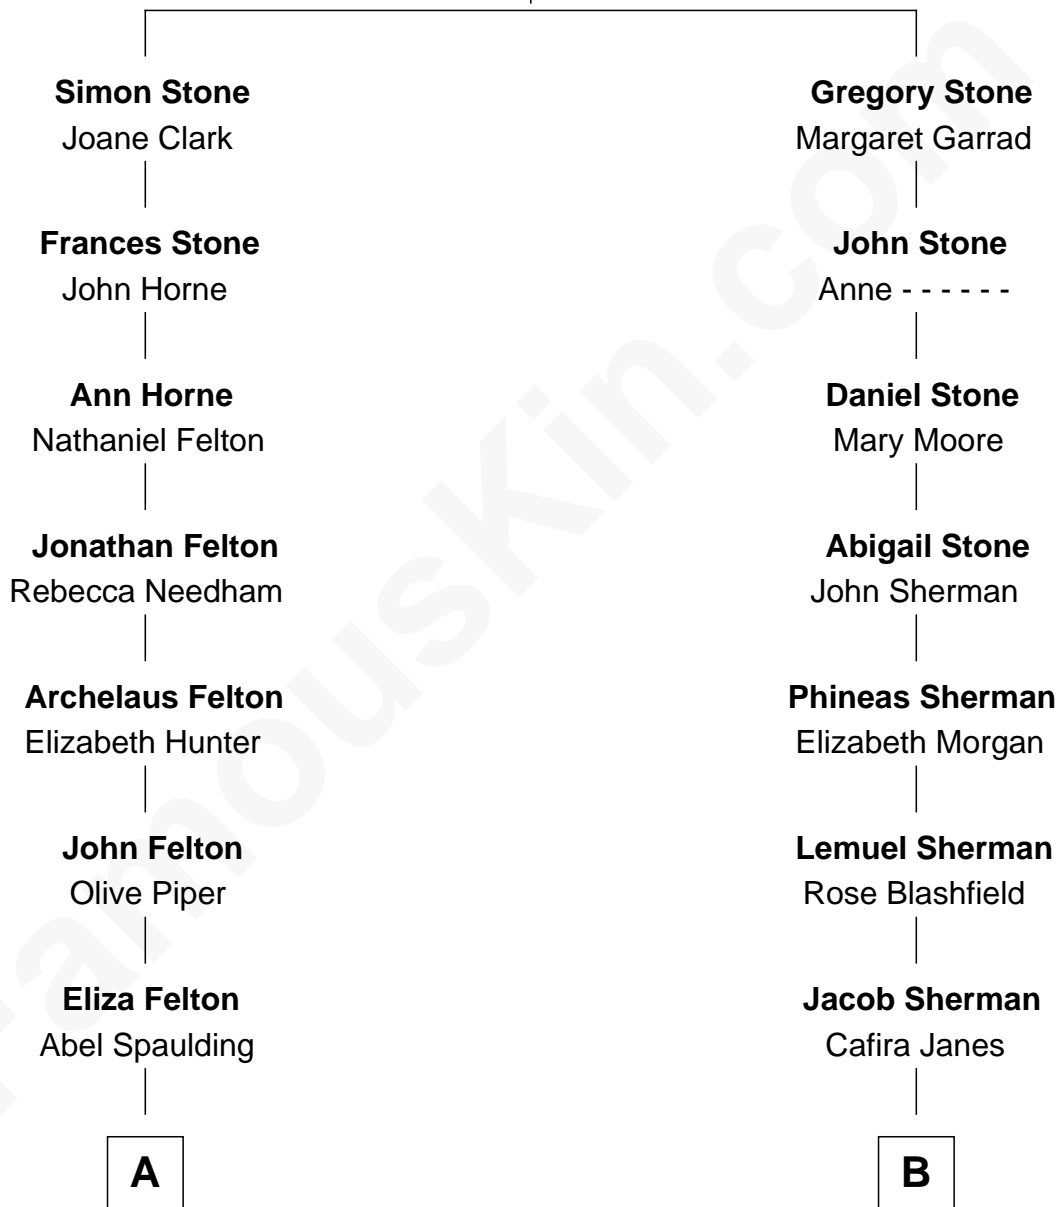 Simon Stone
Joane Clark
Frances Stone
John Horne
Ann Horne
Nathaniel Felton
Jonathan Felton
Rebecca Needham
Archelaus Felton
Elizabeth Hunter
John Felton
Olive Piper
Eliza Felton
Abel Spaulding
A
Gregory Stone
Margaret Garrad
John Stone
Anne - - - - - -
Daniel Stone
Mary Moore
Abigail Stone
John Sherman
Phineas Sherman
Elizabeth Morgan
Lemuel Sherman
Rose Blashfield
Jacob Sherman
Cafira Janes
B
FamousKin.com